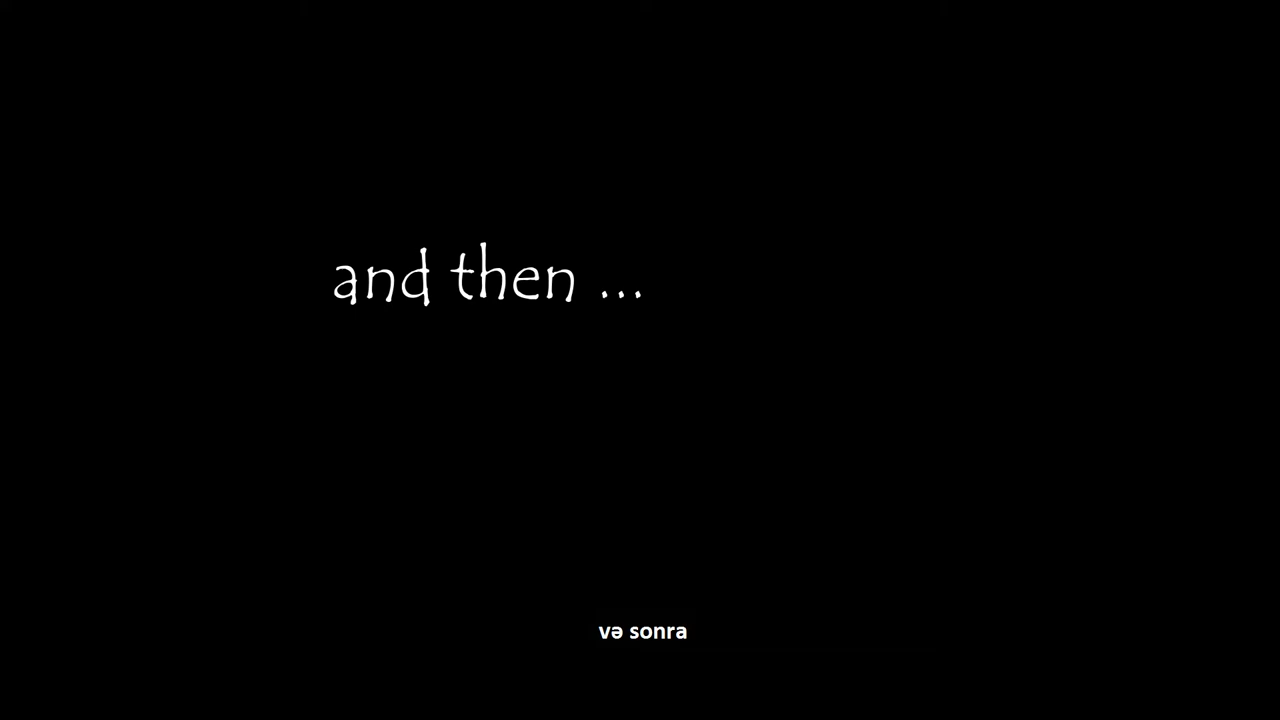 and then ...
və sonra